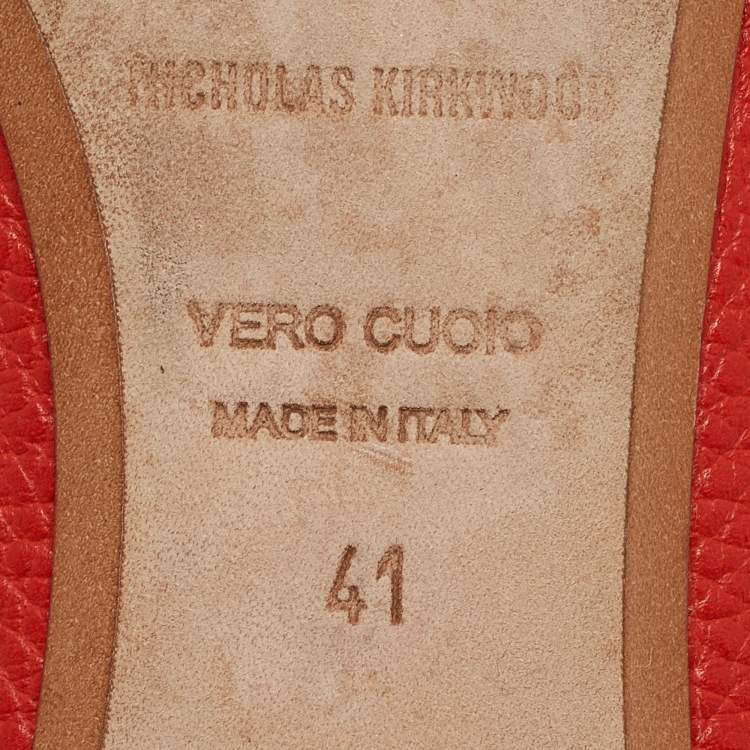 NICHOLAS KIRKWOOD
VERO CUOIO
MADE IN ITALY
41